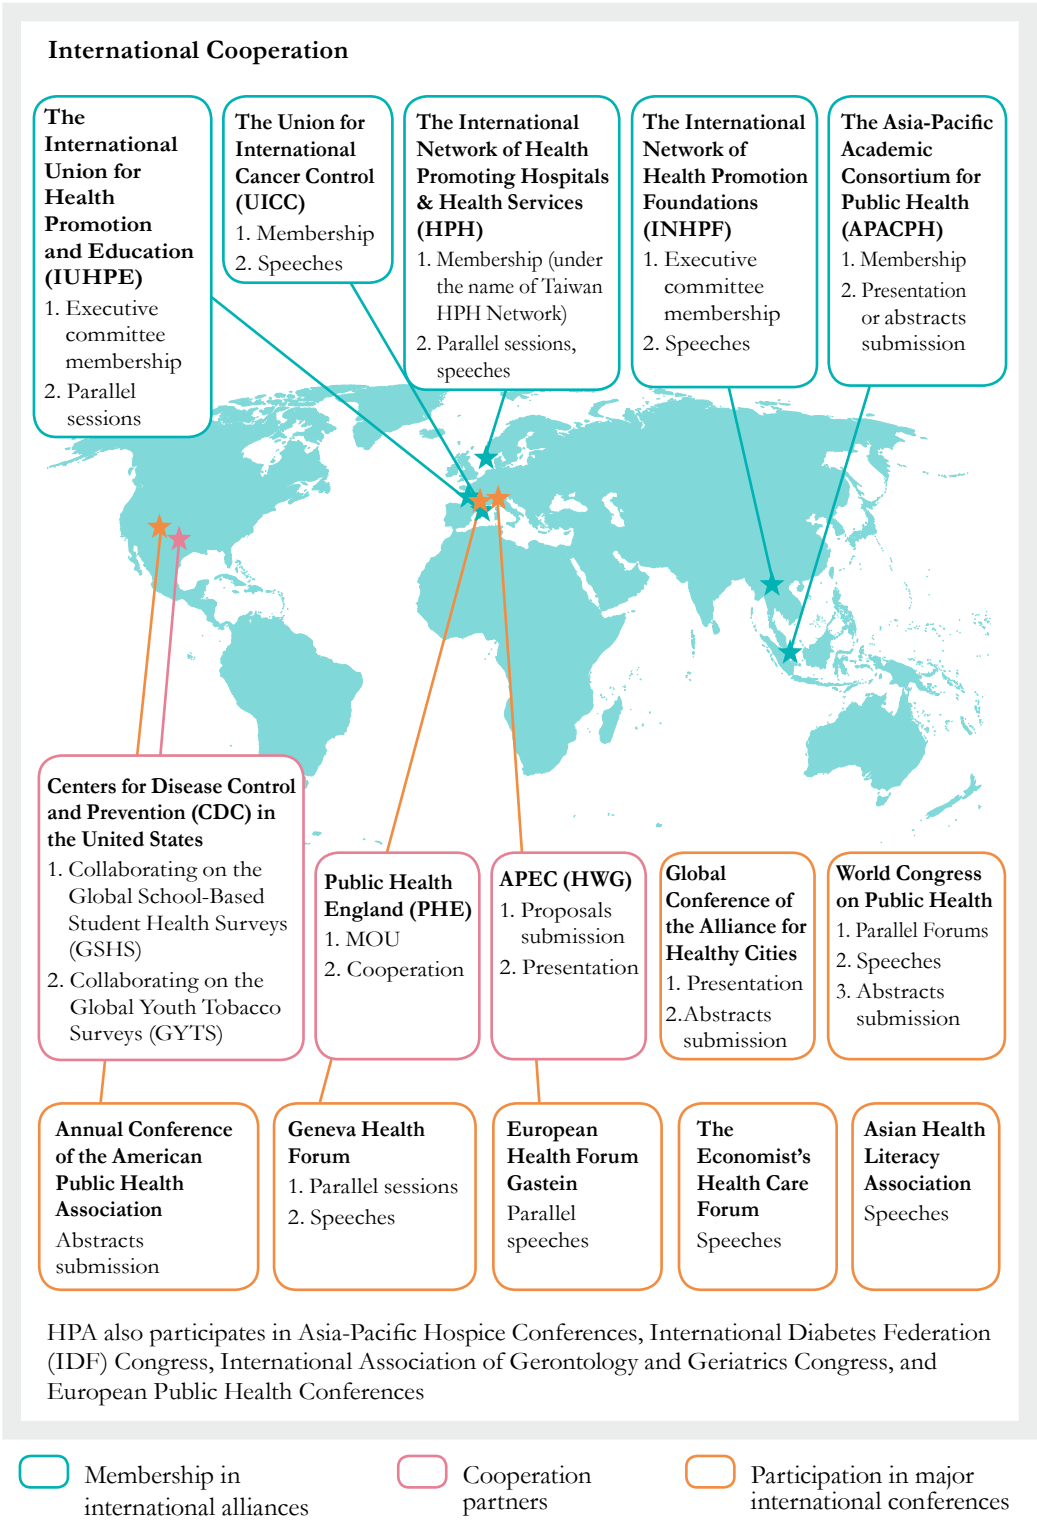 International Cooperation
The
International
Union for
Health
Promotion
and Education
(IUHPE)
1. Executive
committee
membership
2. Parallel
sessions
The Union for
International
Cancer Control
(UICC)
1. Membership
2. Speeches
The International
Network of Health
Promoting Hospitals
& Health Services
(HPH)
1. Membership (under
the name of Taiwan
HPH Network)
2. Parallel sessions,
speeches
The International
Network of
Health Promotion
Foundations
(INHPF)
1. Executive
committee
membership
2. Speeches
The Asia-Pacific
Academic
Consortium for
Public Health
(APACPH)
1. Membership
2. Presentation
or abstracts
submission
Centers for Disease Control
and Prevention (CDC) in
the United States
1. Collaborating on the
Global School-Based
Student Health Surveys
(GSHS)
2. Collaborating on the
Global Youth Tobacco
Surveys (GYTS)
Public Health
England (PHE)
1. MOU
2. Cooperation
APEC (HWG)
1. Proposals
submission
2. Presentation
Global
Conference of
the Alliance for
Healthy Cities
1. Presentation
2.Abstracts
submission
World Congress
on Public Health
1. Parallel Forums
2. Speeches
3. Abstracts
submission
Annual Conference
of the American
Public Health
Association
Abstracts
submission
Geneva Health
Forum
1. Parallel sessions
2. Speeches
European
Health Forum
Gastein
Parallel
speeches
The
Economist’s
Health Care
Forum
Speeches
Asian Health
Literacy
Association
Speeches
HPA also participates in Asia-Pacific Hospice Conferences, International Diabetes Federation
(IDF) Congress, International Association of Gerontology and Geriatrics Congress, and
European Public Health Conferences
Membership in
international alliances
Cooperation
partners
Participation in major
international conferences